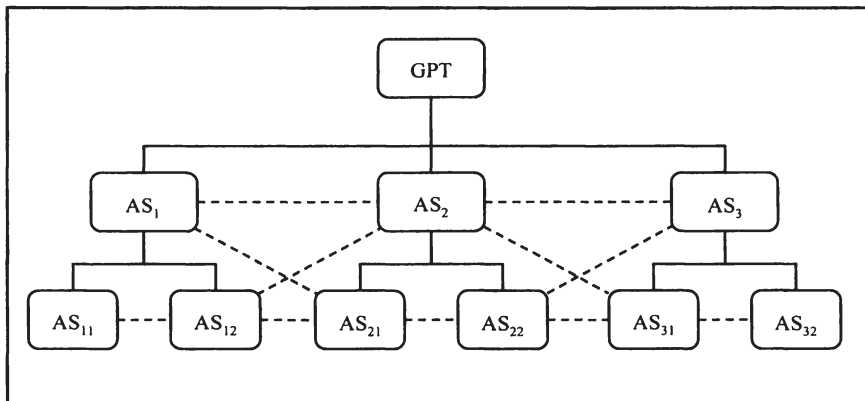 GPT
AS₁ AS₂ AS₃
AS₁₁ AS₁₂ AS₂₁ AS₂₂ AS₃₁ AS₃₂